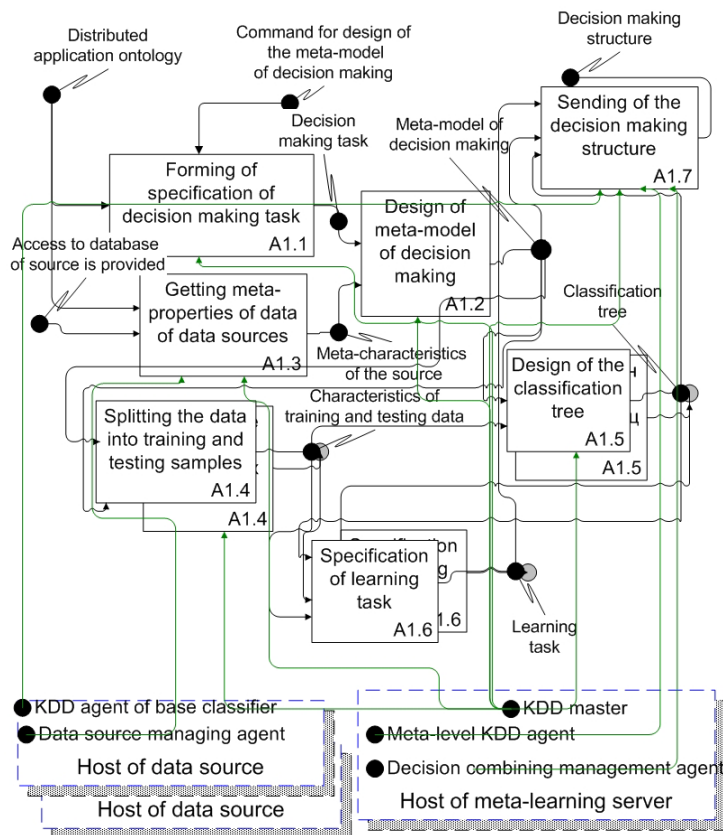 Distributed
application ontology
Command for design of
the meta-model
of decision making
Decision making
structure
Decision
making task
Meta-model of
decision making
Sending of the
decision making
structure
A1.7
Forming of
specification of
decision making task
A1.1
Design of
meta-model
of decision
making
A1.2
Access to database
of source is provided
Getting meta-
properties of data
of data sources
A1.3
Classification
tree
Meta-characteristics
of the source
Design of the
classification
tree
A1.5
A1.5
Characteristics of
training and testing data
Splitting the data
into training and
testing samples
A1.4
A1.4
Specification
of learning
task
A1.6
1.6
Learning
task
KDD agent of base classifier
Data source managing agent
Host of data source
Host of data source
KDD master
Meta-level KDD agent
Decision combining management agent
Host of meta-learning server